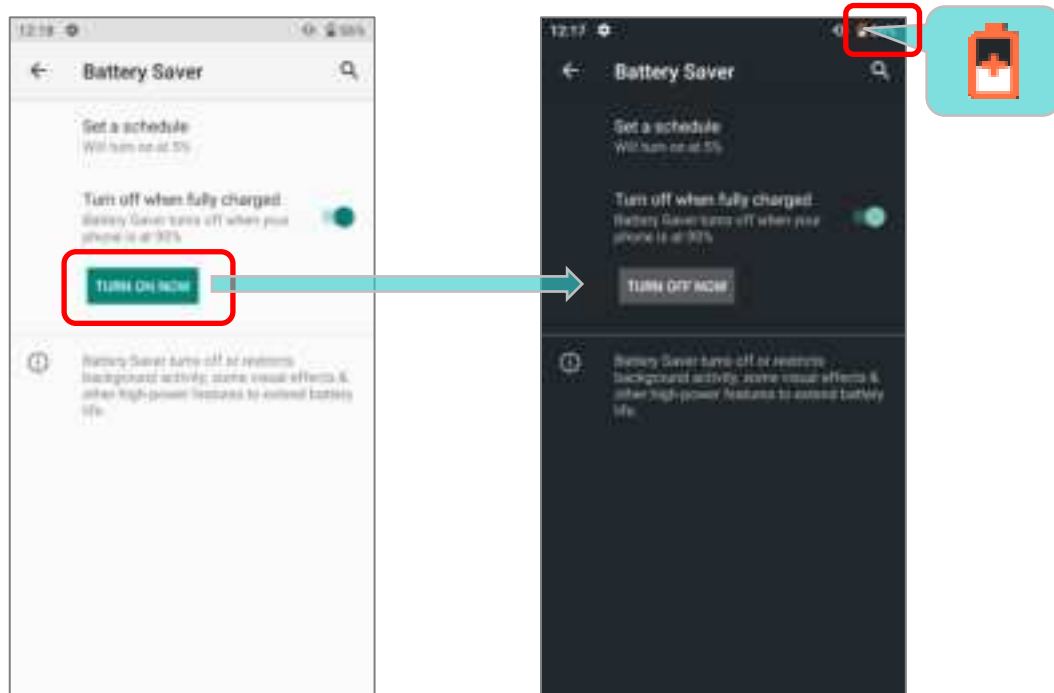 12:18
Battery Saver
Set a schedule
Will turn on at 5%
Turn off when fully charged
Battery Saver turns off when your
phone is at 90%
TURN ON NOW
Battery Saver turns off or restricts
background activity, some visual effects &
other high-power features to extend battery
life.
12:17
Battery Saver
Set a schedule
Will turn on at 5%
Turn off when fully charged
Battery Saver turns off when your
phone is at 90%
TURN OFF NOW
Battery Saver turns off or restricts
background activity, some visual effects &
other high-power features to extend battery
life.